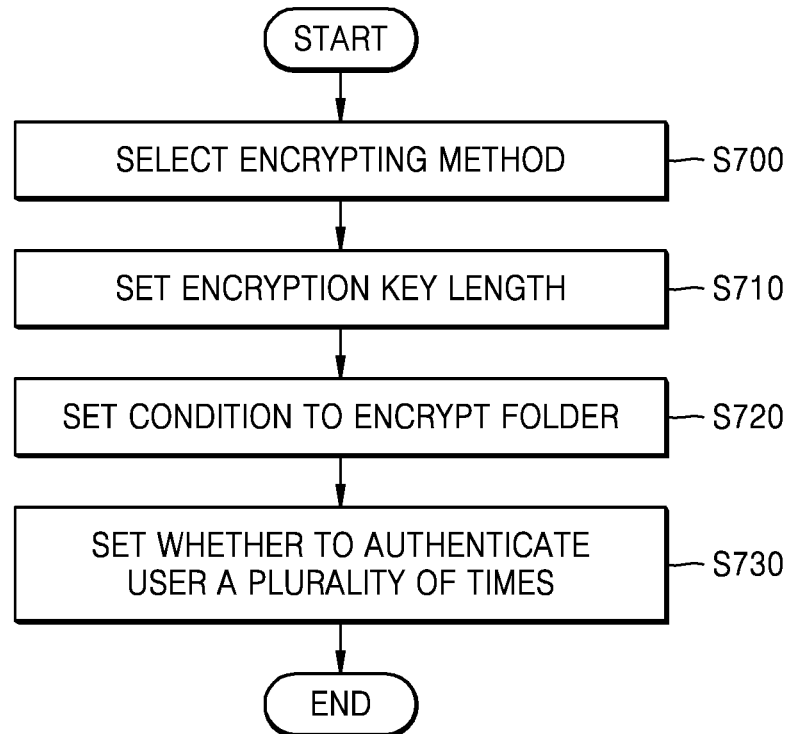 START
SELECT ENCRYPTING METHOD
S700
SET ENCRYPTION KEY LENGTH
S710
SET CONDITION TO ENCRYPT FOLDER
S720
SET WHETHER TO AUTHENTICATE
USER A PLURALITY OF TIMES
S730
END